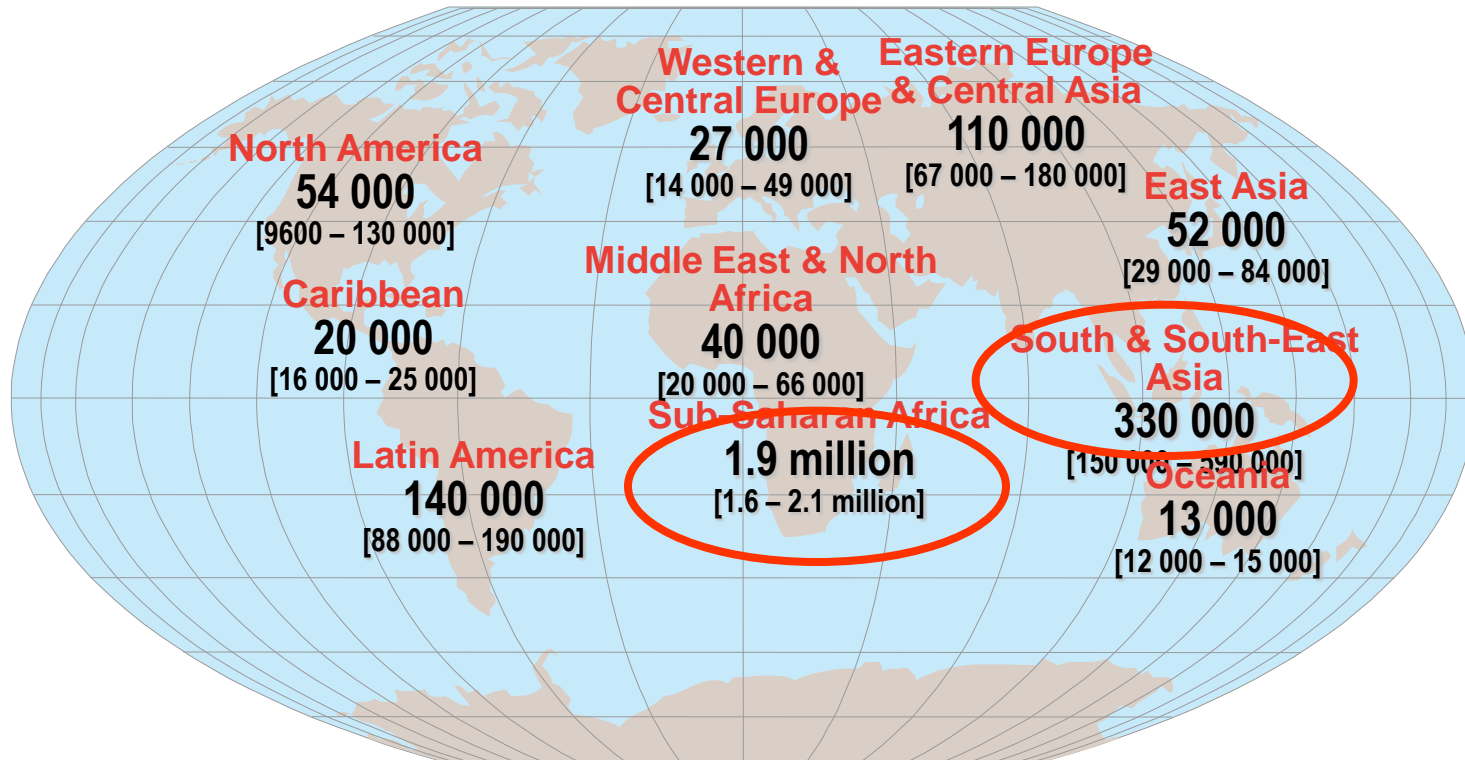 Western &
Central Europe
27 000
[14 000 – 49 000]
Eastern Europe
& Central Asia
110 000
[67 000 – 180 000]
North America
54 000
[9600 – 130 000]
East Asia
52 000
[29 000 – 84 000]
Middle East & North
Africa
40 000
[20 000 – 66 000]
Caribbean
20 000
[16 000 – 25 000]
South & South-East
Asia
330 000
[150 000 – 590 000]
Sub-Saharan Africa
1.9 million
[1.6 – 2.1 million]
Latin America
140 000
[88 000 – 190 000]
Oceania
13 000
[12 000 – 15 000]